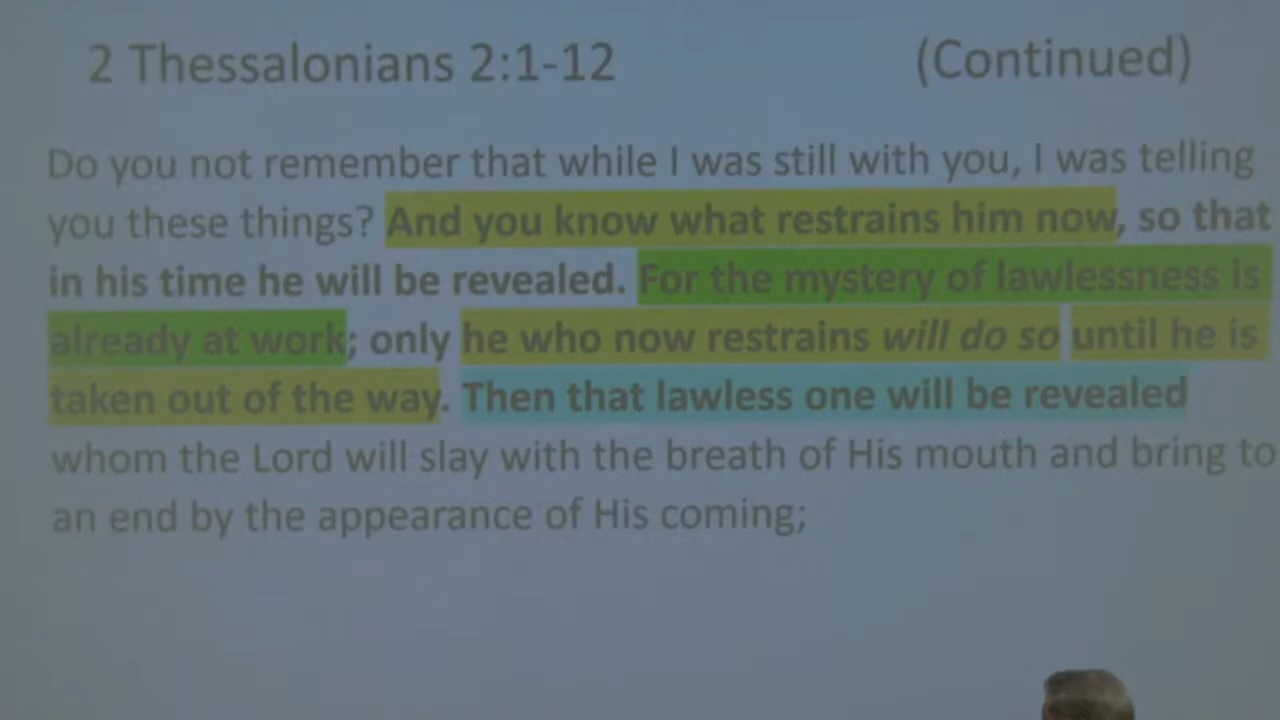 2 Thessalonians 2:1-12 (Continued)
Do you not remember that while I was still with you, I was telling
you these things? And you know what restrains him now, so that
in his time he will be revealed. For the mystery of lawlessness is
already at work; only he who now restrains will do so until he is
taken out of the way. Then that lawless one will be revealed
whom the Lord will slay with the breath of His mouth and bring to
an end by the appearance of His coming;